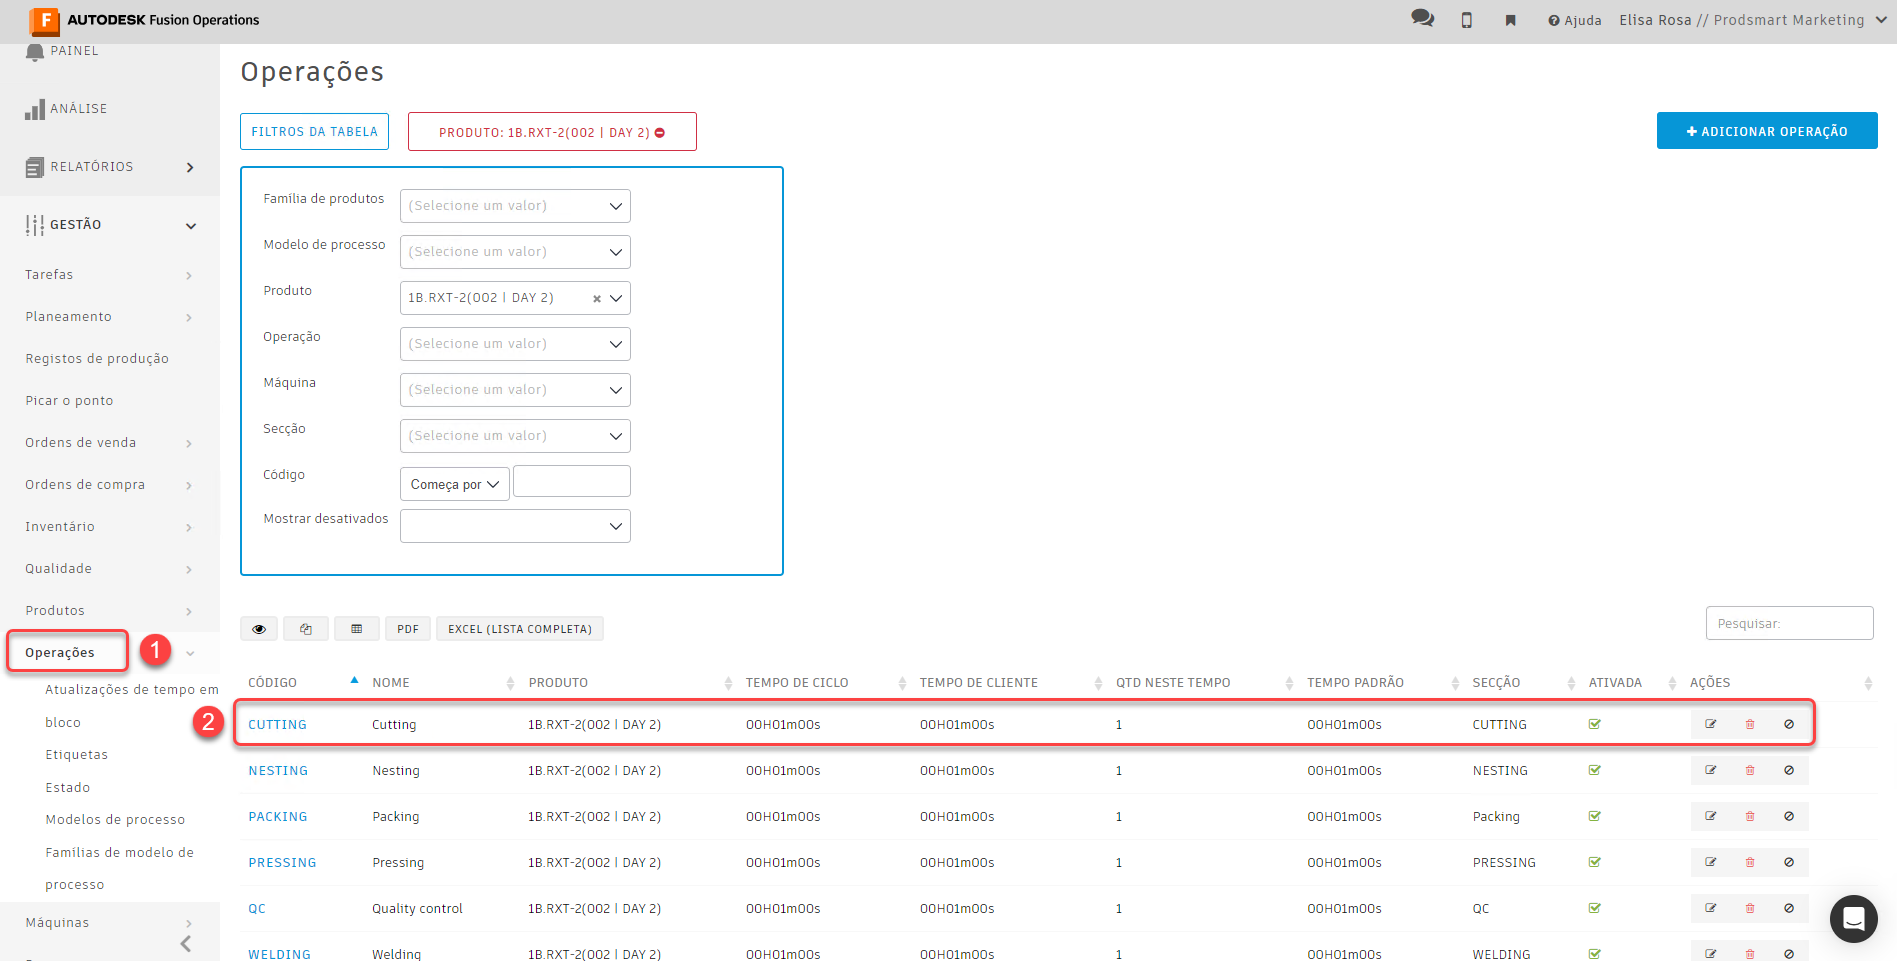 F AUTODESK Fusion Operations
Ajuda
Elisa Rosa // Prodsmart Marketing
PAINEL
ANÁLISE
RELATÓRIOS
GESTÃO
Tarefas
Planeamento
Registos de produção
Picar o ponto
Ordens de venda
Ordens de compra
Inventário
Qualidade
Produtos
Operações
1
Atualizações de tempo em
bloco
Etiquetas
Estado
Modelos de processo
Famílias de modelo de
processo
Máquinas
Operações
FILTROS DA TABELA
PRODUTO: 1B.RXT-2(002 | DAY 2)
ADICIONAR OPERAÇÃO
Família de produtos (Selecione um valor)
Modelo de processo (Selecione um valor)
Produto 1B.RXT-2(002 | DAY 2)
Operação (Selecione um valor)
Máquina (Selecione um valor)
Secção (Selecione um valor)
Código Começa por
Mostrar desativados
PDF EXCEL (LISTA COMPLETA)
Pesquisar:
CÓDIGO NOME PRODUTO TEMPO DE CICLO TEMPO DE CLIENTE QTD NESTE TEMPO TEMPO PADRÃO SECÇÃO ATIVADA AÇÕES
2 CUTTING Cutting 1B.RXT-2(002 | DAY 2) 00H01m00s 00H01m00s 1 00H01m00s CUTTING
NESTING Nesting 1B.RXT-2(002 | DAY 2) 00H01m00s 00H01m00s 1 00H01m00s NESTING
PACKING Packing 1B.RXT-2(002 | DAY 2) 00H01m00s 00H01m00s 1 00H01m00s Packing
PRESSING Pressing 1B.RXT-2(002 | DAY 2) 00H01m00s 00H01m00s 1 00H01m00s PRESSING
QC Quality control 1B.RXT-2(002 | DAY 2) 00H01m00s 00H01m00s 1 00H01m00s QC
WELDING Welding 1B.RXT-2(002 | DAY 2) 00H01m00s 00H01m00s 1 00H01m00s WELDING